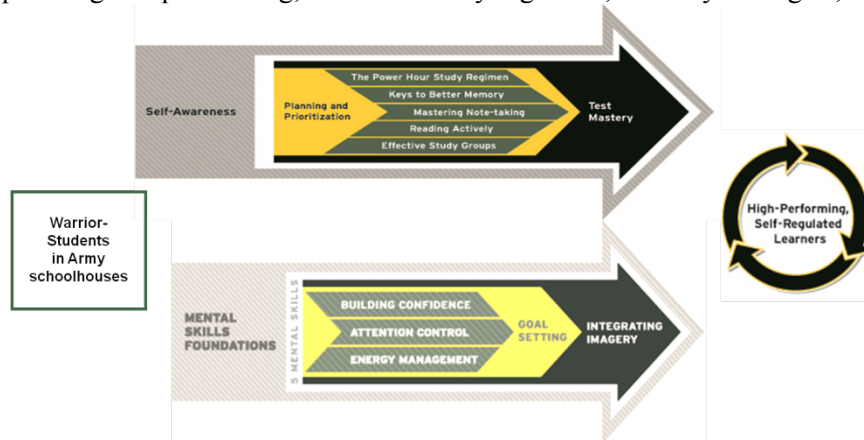 The Power Hour Study Regimen
Keys to Better Memory
Self-Awareness
Planning and
Prioritization
Mastering Note-taking
Test
Mastery
Reading Actively
Effective Study Groups
Warrior-
Students
in Army
schoolhouses
High-Performing,
Self-Regulated
Learners
MENTAL
SKILLS
FOUNDATIONS
5 MENTAL SKILLS
BUILDING CONFIDENCE
ATTENTION CONTROL
ENERGY MANAGEMENT
GOAL
SETTING
INTEGRATING
IMAGERY